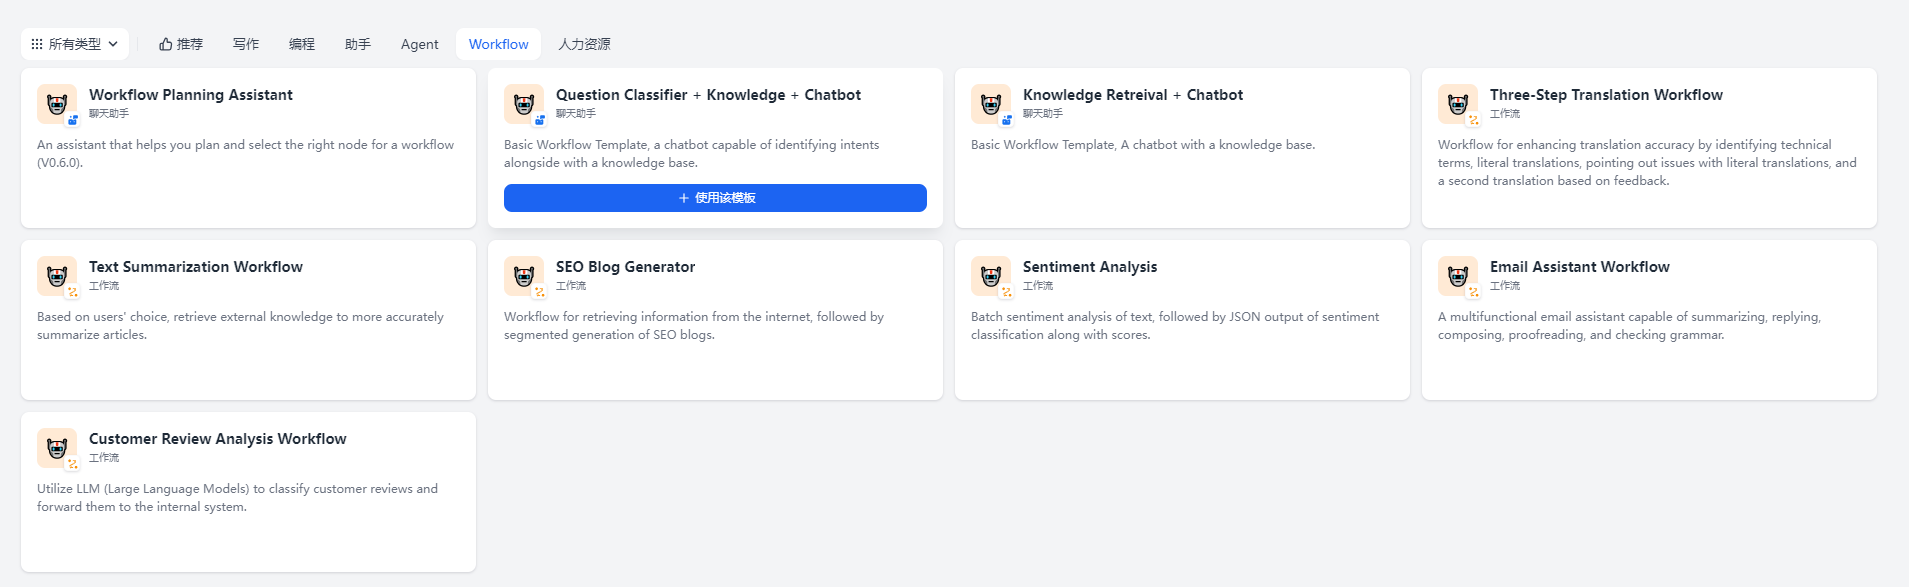 所有类型
推荐
写作
编程
助手
Agent
Workflow
人力资源
Workflow Planning Assistant
聊天助手
An assistant that helps you plan and select the right node for a workflow
(V0.6.0).
Question Classifier + Knowledge + Chatbot
聊天助手
Basic Workflow Template, a chatbot capable of identifying intents
alongside with a knowledge base.
+ 使用该模板
Knowledge Retreival + Chatbot
聊天助手
Basic Workflow Template, A chatbot with a knowledge base.
Three-Step Translation Workflow
工作流
Workflow for enhancing translation accuracy by identifying technical
terms, literal translations, pointing out issues with literal translations, and
a second translation based on feedback.
Text Summarization Workflow
工作流
Based on users' choice, retrieve external knowledge to more accurately
summarize articles.
SEO Blog Generator
工作流
Workflow for retrieving information from the internet, followed by
segmented generation of SEO blogs.
Sentiment Analysis
工作流
Batch sentiment analysis of text, followed by JSON output of sentiment
classification along with scores.
Email Assistant Workflow
工作流
A multifunctional email assistant capable of summarizing, replying,
composing, proofreading, and checking grammar.
Customer Review Analysis Workflow
工作流
Utilize LLM (Large Language Models) to classify customer reviews and
forward them to the internal system.